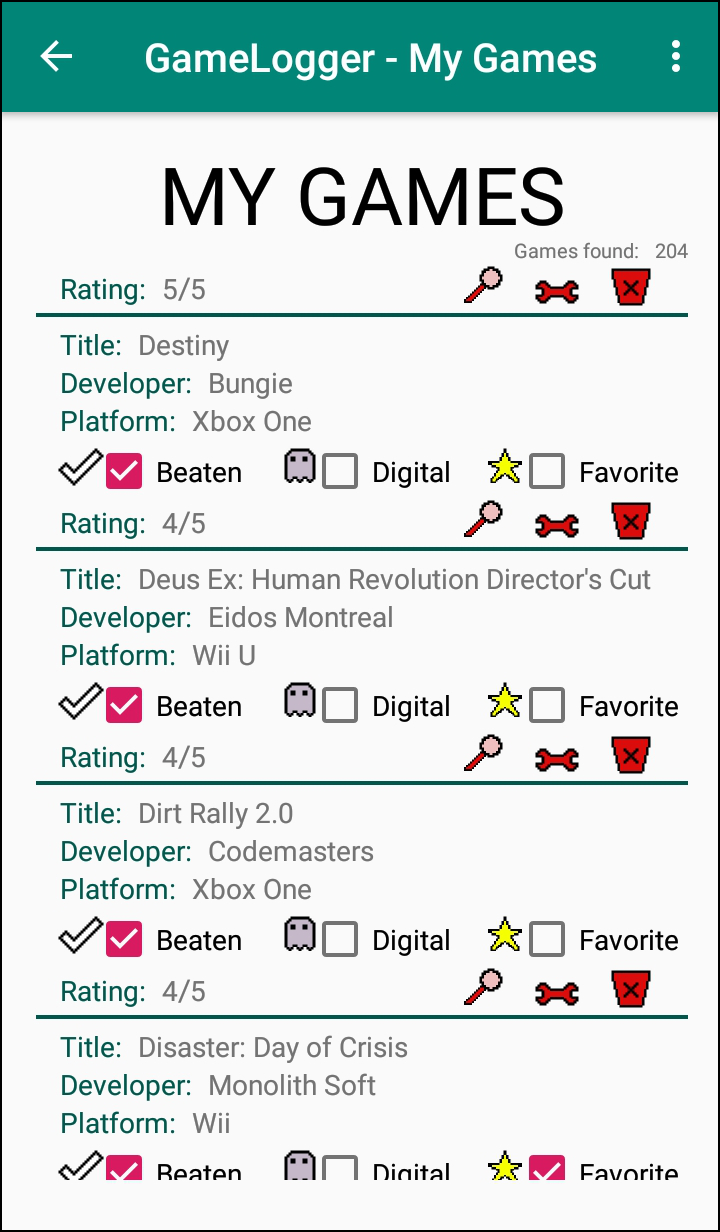 GameLogger - My Games
MY GAMES
Games found: 204
Rating: 5/5
Title: Destiny
Developer: Bungie
Platform: Xbox One
Beaten Digital Favorite
Rating: 4/5
Title: Deus Ex: Human Revolution Director's Cut
Developer: Eidos Montreal
Platform: Wii U
Beaten Digital Favorite
Rating: 4/5
Title: Dirt Rally 2.0
Developer: Codemasters
Platform: Xbox One
Beaten Digital Favorite
Rating: 4/5
Title: Disaster: Day of Crisis
Developer: Monolith Soft
Platform: Wii
Beaten Digital Favorite